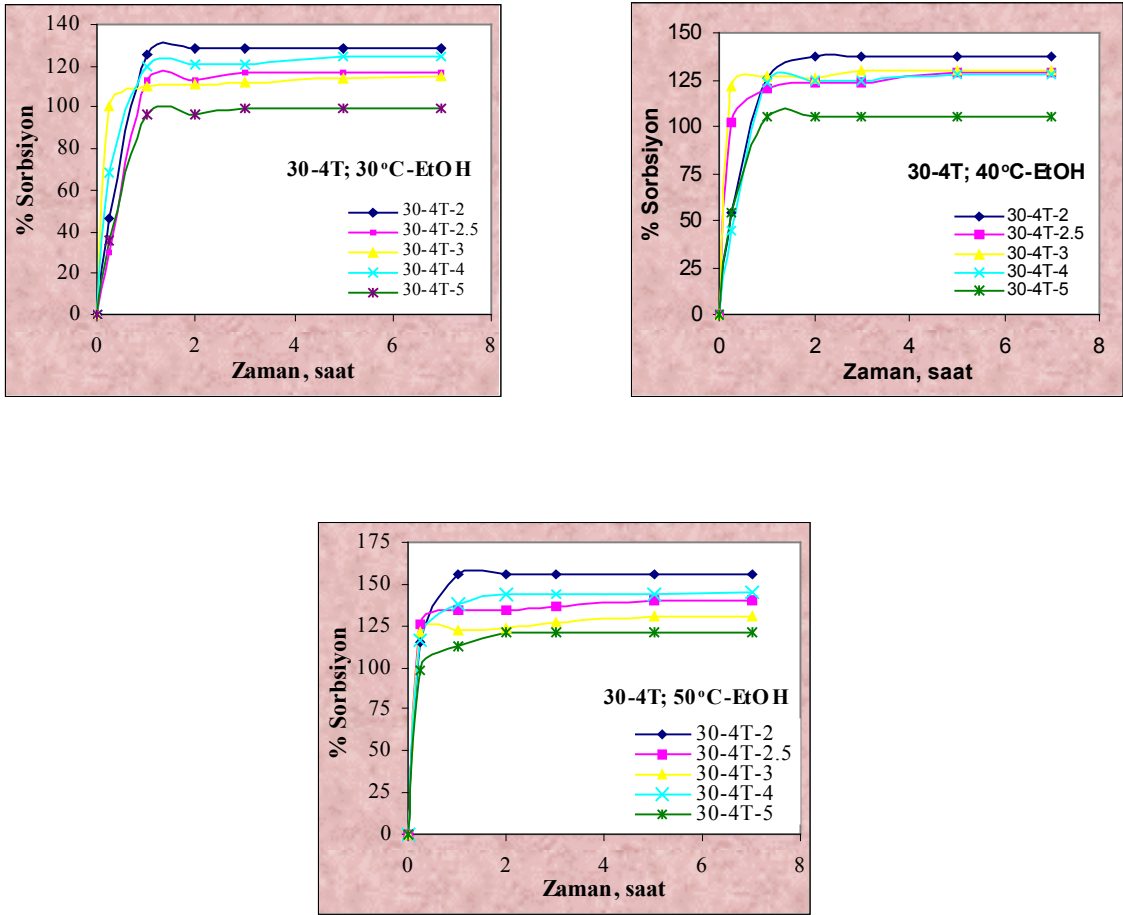 140
120
100
80
60
40
20
0
% Sorbsiyon
30-4T; 30°C-EtOH
30-4T-2
30-4T-2.5
30-4T-3
30-4T-4
30-4T-5
0 2 4 6 8
Zaman, saat
150
125
100
75
50
25
0
% Sorbsiyon
30-4T; 40°C-EtOH
30-4T-2
30-4T-2.5
30-4T-3
30-4T-4
30-4T-5
0 2 4 6 8
Zaman, saat
175
150
125
100
75
50
25
0
% Sorbsiyon
30-4T; 50°C-EtOH
30-4T-2
30-4T-2.5
30-4T-3
30-4T-4
30-4T-5
0 2 4 6 8
Zaman, saat